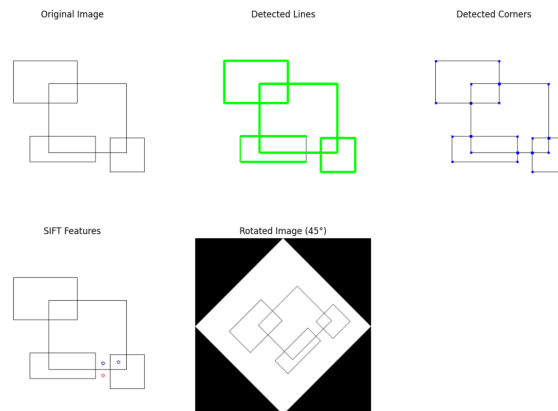 Original Image
Detected Lines
Detected Corners
SIFT Features
Rotated Image (45°)